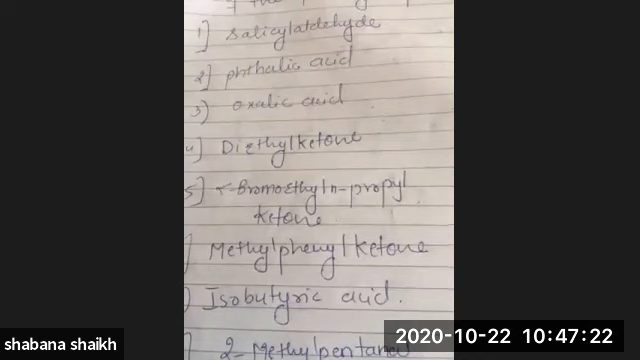 1] Salicylaldehyde
2] phthalic acid
3) oxalic acid
4] Diethylketone
5] α-Bromoethyl n-propyl
ketone
] Methylphenylketone
) Isobutyric acid.
] 2-Methylpentanal
shabana shaikh
2020-10-22 10:47:22